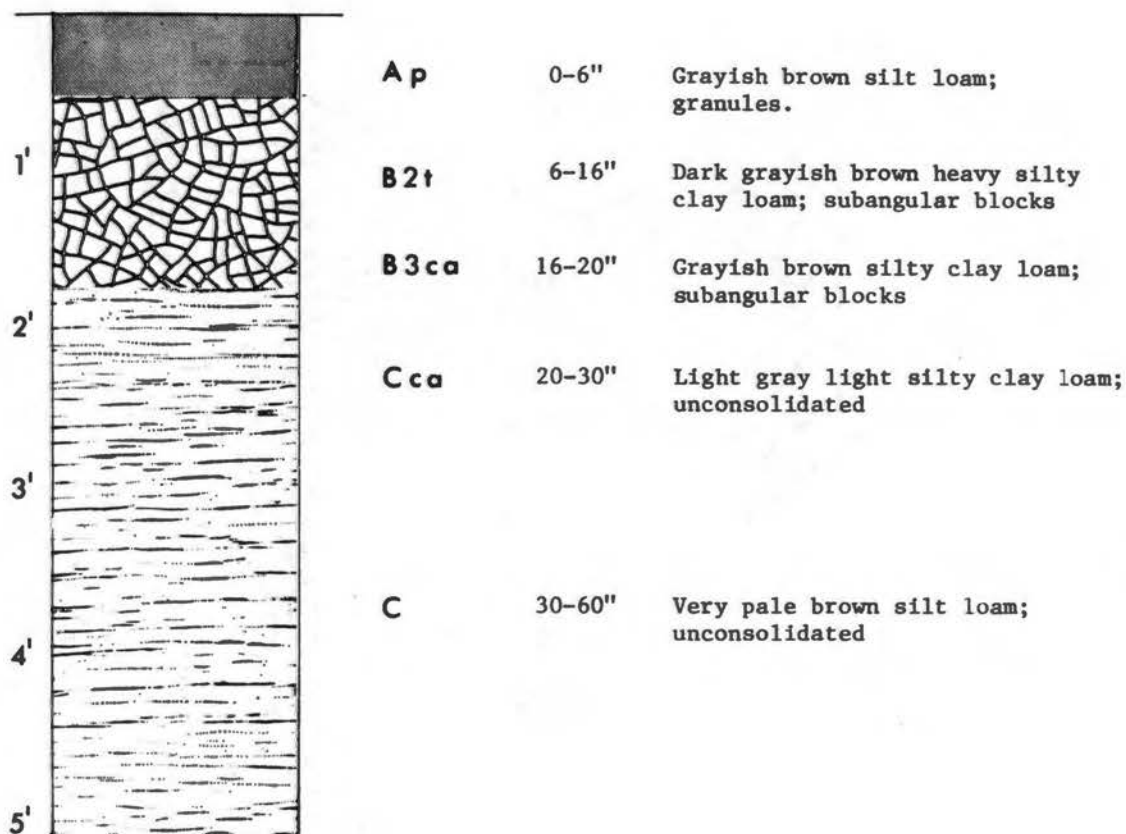 Ap 0-6" Grayish brown silt loam;
granules.
1'
B2t 6-16" Dark grayish brown heavy silty
clay loam; subangular blocks
B3ca 16-20" Grayish brown silty clay loam;
subangular blocks
2'
Cca 20-30" Light gray light silty clay loam;
unconsolidated
3'
C 30-60" Very pale brown silt loam;
unconsolidated
4'
5'